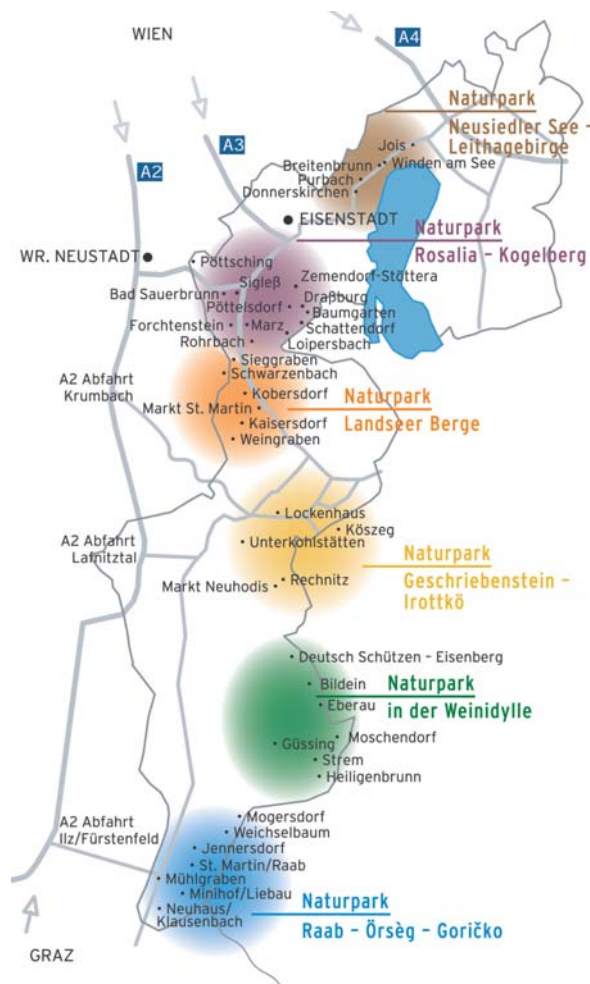 WIEN
A4
A3
A2
Naturpark
Neusiedler See –
Leithagebirge
Jois
Breitenbrunn
Winden am See
Purbach
Donnerskirchen
EISENSTADT
Naturpark
Rosalia – Kogelberg
WR. NEUSTADT
Pöttsching
Zemendorf-Stöttera
Sigleß
Bad Sauerbrunn
Pöttelsdorf
Draßburg
Baumgarten
Forchtenstein
Marz
Schattendorf
Rohrbach
Loipersbach
Sieggraben
Schwarzenbach
A2 Abfahrt
Krumbach
Kobersdorf
Markt St. Martin
Naturpark
Landseer Berge
Kaisersdorf
Weingraben
Lockenhaus
Köszeg
A2 Abfahrt
Lafnitztal
Unterkohlstätten
Naturpark
Geschriebenstein –
Irottkö
Rechnitz
Markt Neuhodis
Deutsch Schützen – Eisenberg
Bildein
Naturpark
in der Weinidylle
Eberau
Moschendorf
Güssing
Strem
Heiligenbrunn
Mogersdorf
A2 Abfahrt
Ilz/Fürstenfeld
Weichselbaum
Jennersdorf
St. Martin/Raab
Mühlgraben
Minihof/Liebau
Neuhaus/
Klausenbach
Naturpark
Raab – Örsèg – Goričko
GRAZ